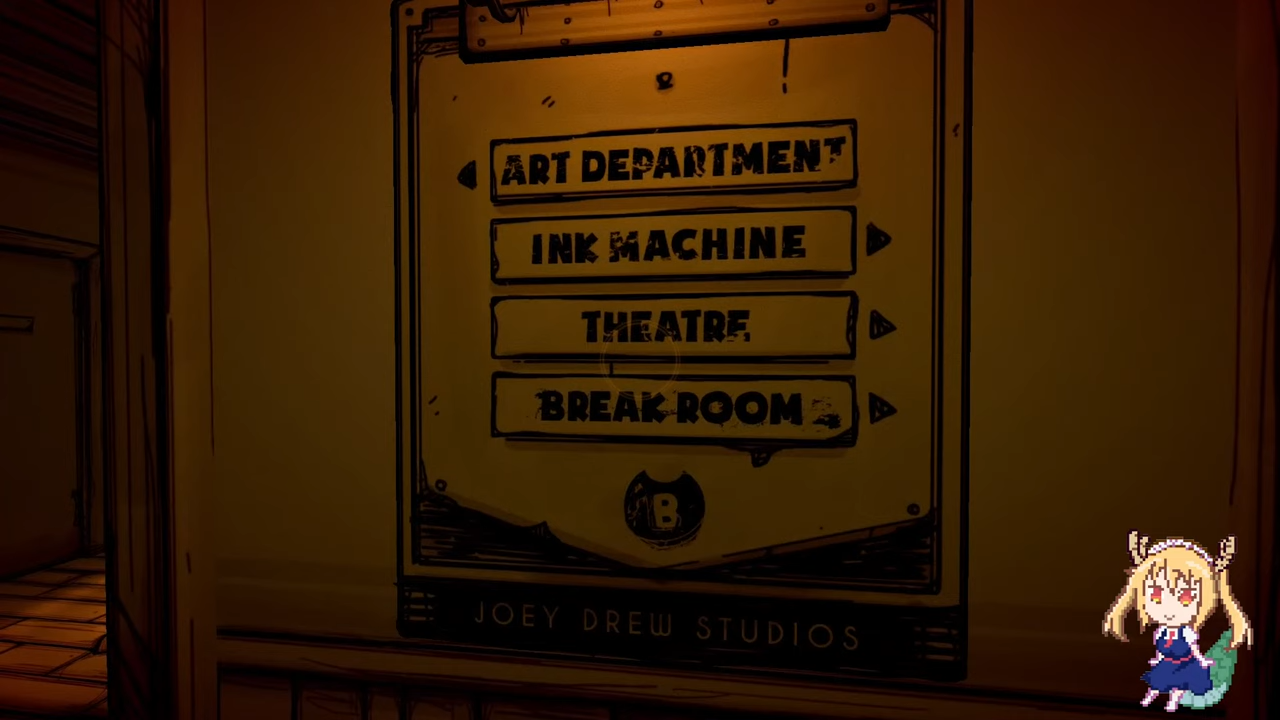 ART DEPARTMENT
INK MACHINE
THEATRE
BREAK ROOM
B
JOEY DREW STUDIOS